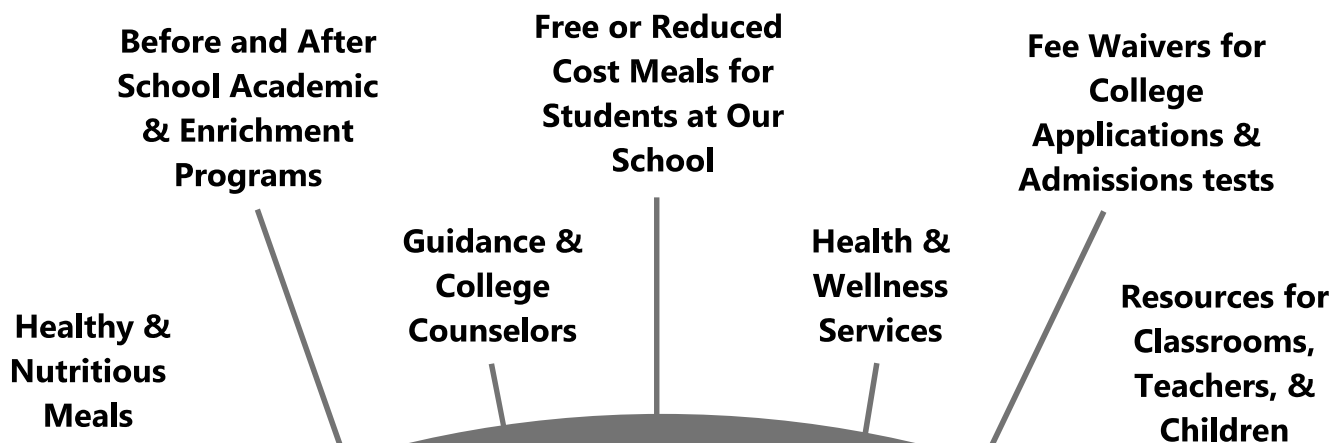 Before and After
School Academic
& Enrichment
Programs
Free or Reduced
Cost Meals for
Students at Our
School
Fee Waivers for
College
Applications &
Admissions tests
Guidance &
College
Counselors
Health &
Wellness
Services
Healthy &
Nutritious
Meals
Resources for
Classrooms,
Teachers, &
Children